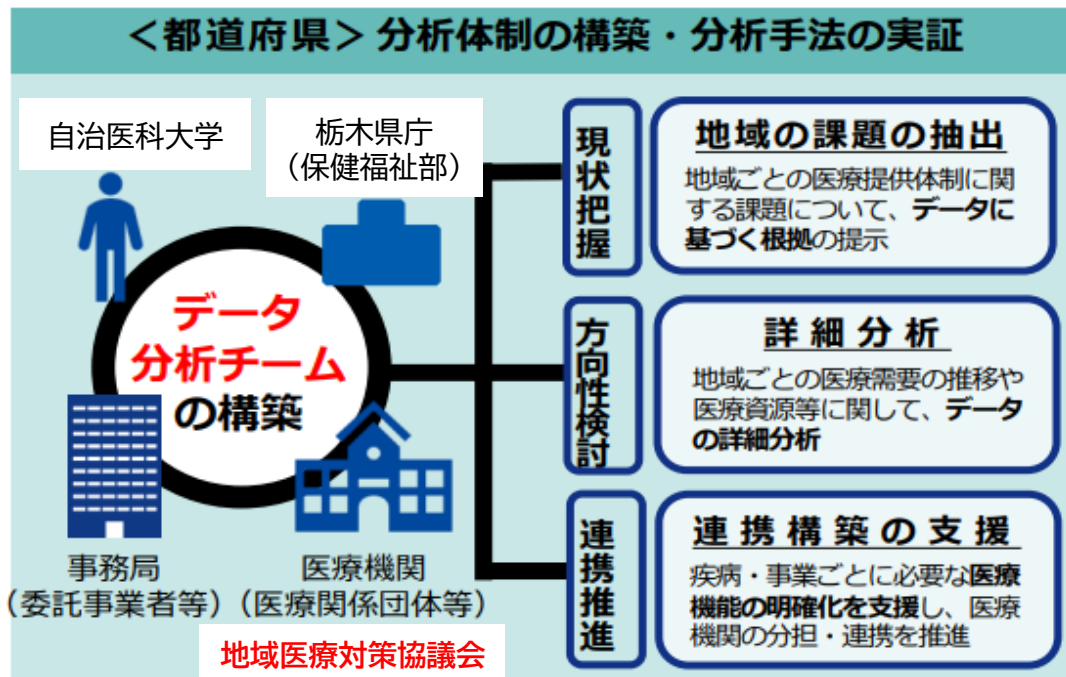 ＜都道府県＞分析体制の構築・分析手法の実証
自治医科大学
栃木県庁
（保健福祉部）
データ
分析チーム
の構築
事務局
（委託事業者等）
医療機関
（医療関係団体等）
地域医療対策協議会
現状把握
地域の課題の抽出
地域ごとの医療提供体制に関
する課題について、データに
基づく根拠の提示
方向性検討
詳細分析
地域ごとの医療需要の推移や
医療資源等に関して、データ
の詳細分析
連携推進
連携構築の支援
疾病・事業ごとに必要な医療
機能の明確化を支援し、医療
機関の分担・連携を推進